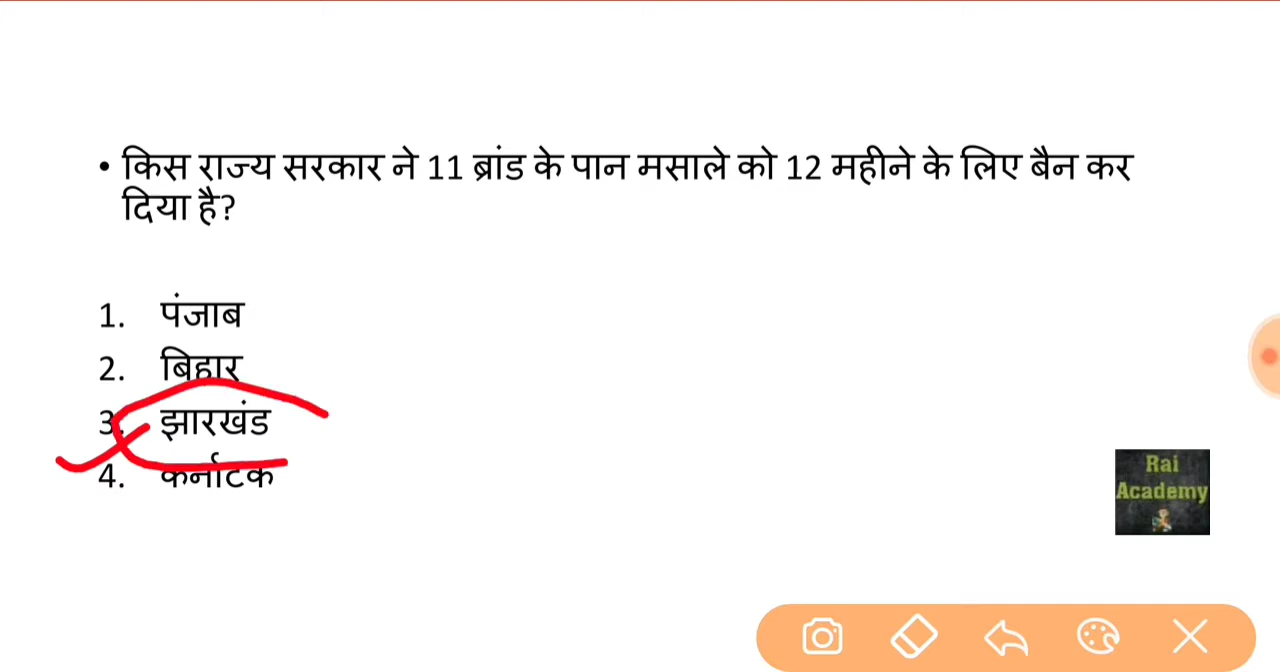 • किस राज्य सरकार ने 11 ब्रांड के पान मसाले को 12 महीने के लिए बैन कर
दिया है?
1. पंजाब
2. बिहार
3. झारखंड
4. कर्नाटक
Rai
Academy